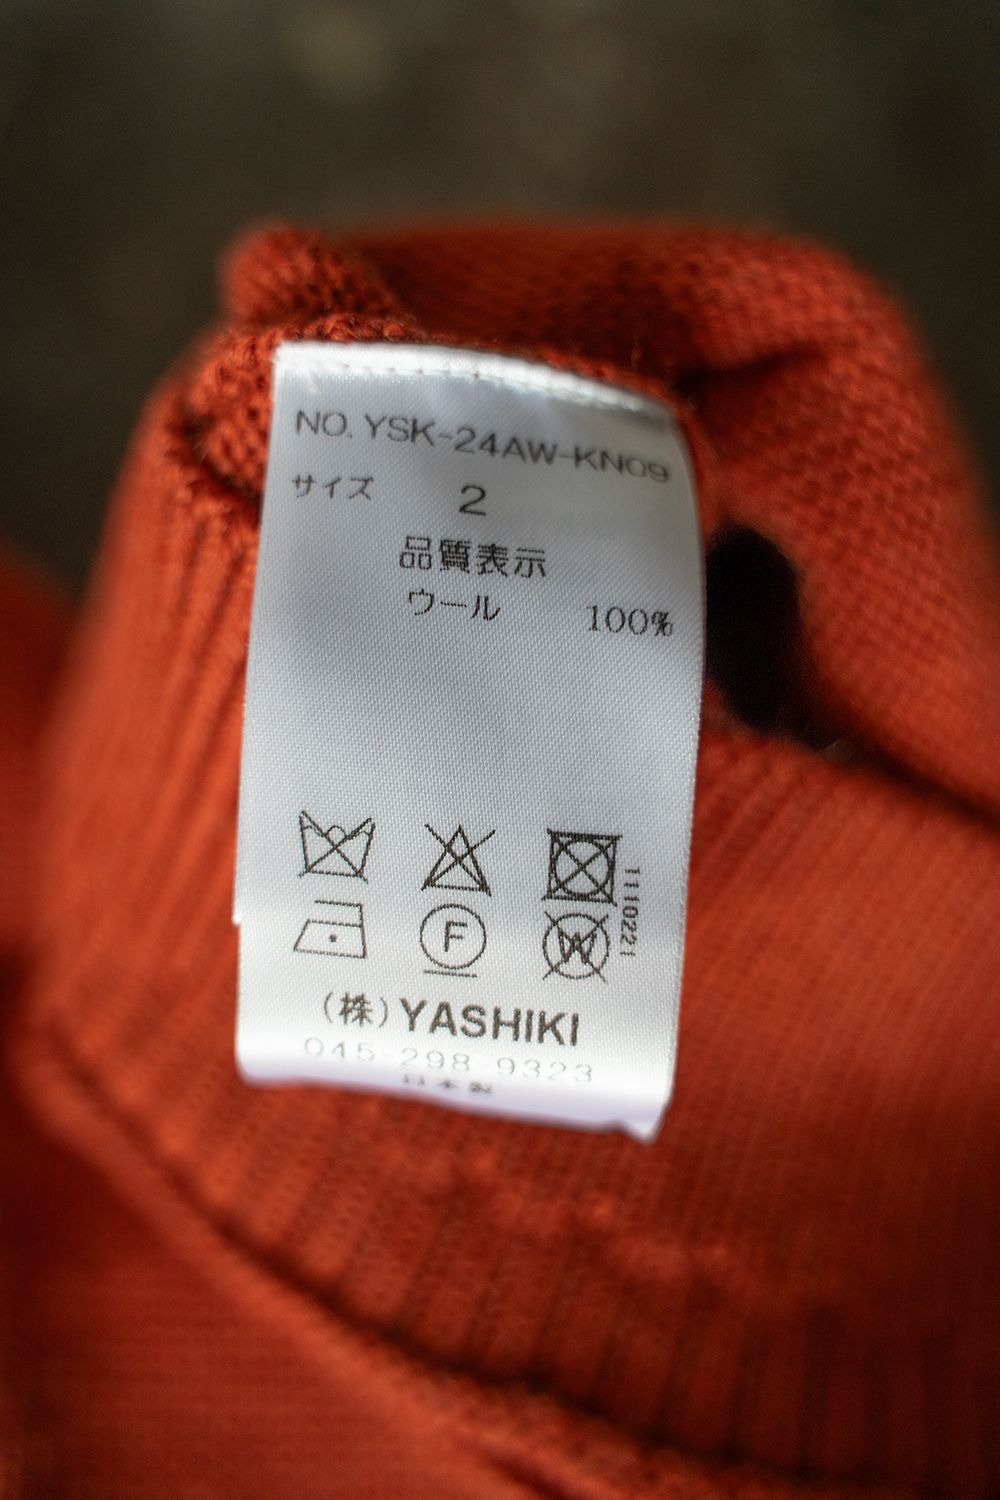 NO. YSK-24AW-KN09
サイズ 2
品質表示
ウール 100%
1110221
F
W
(株) YASHIKI
045 298 9323
日本製